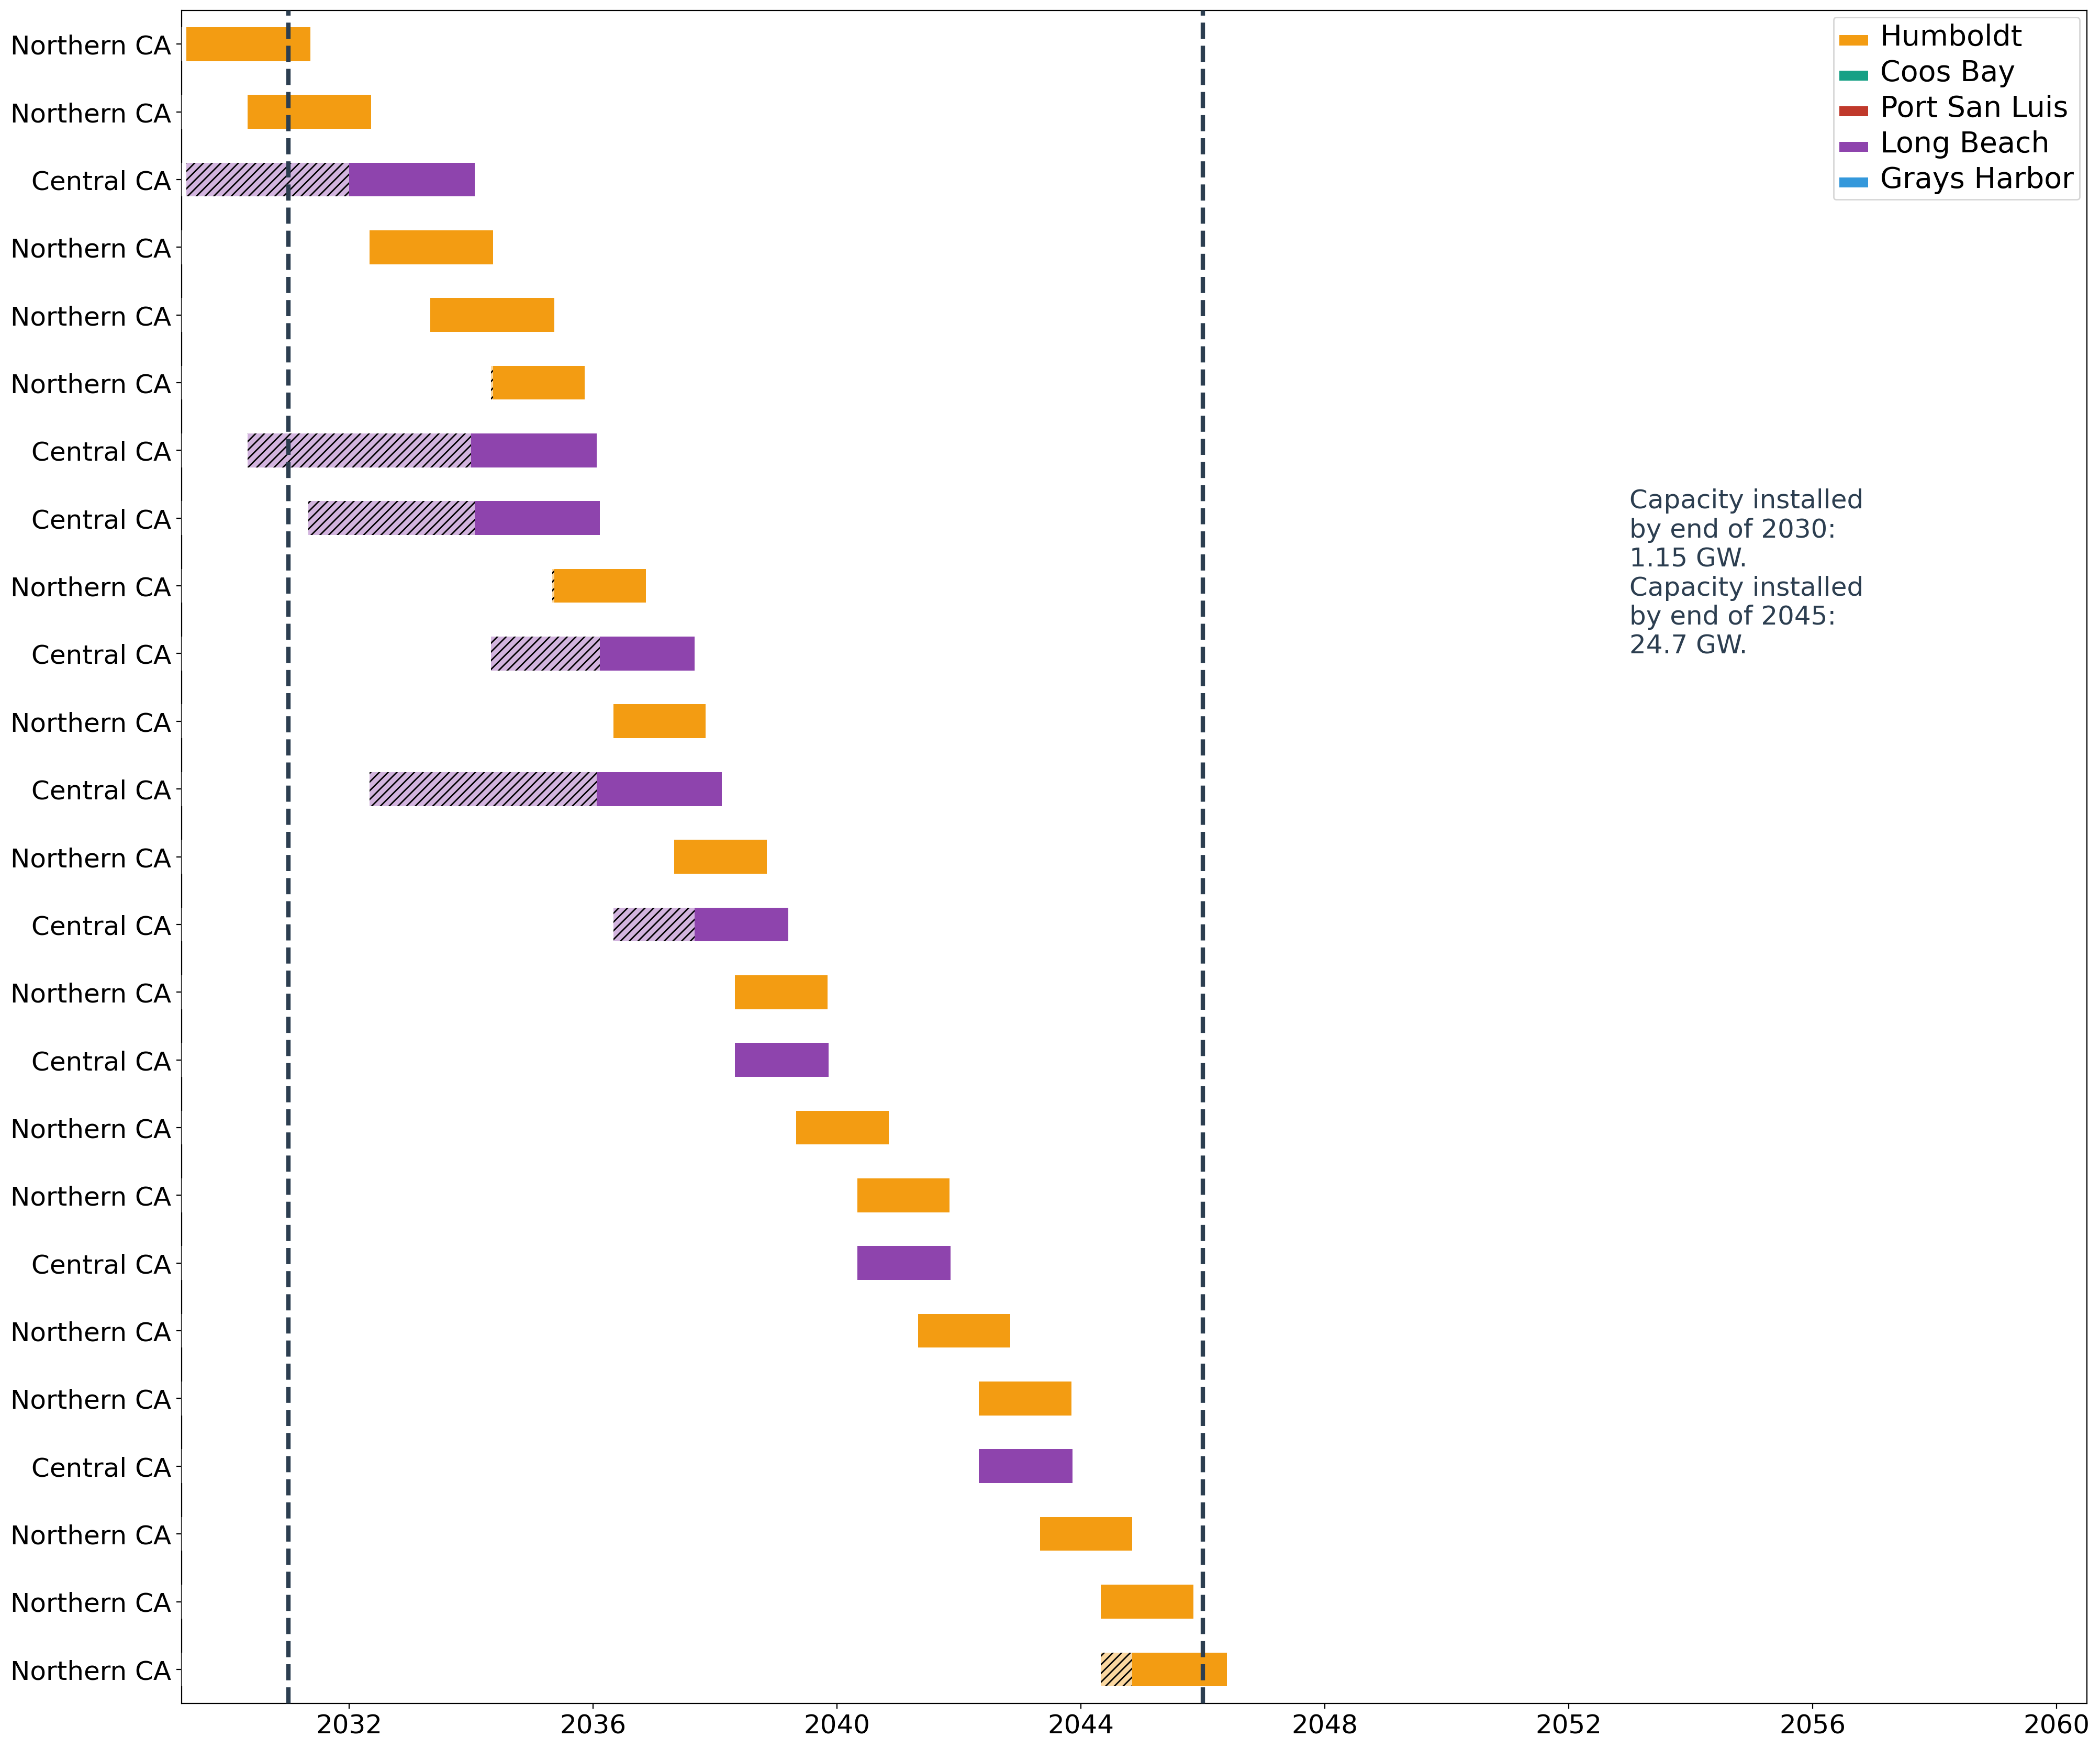 Northern CA
Northern CA
Central CA
Northern CA
Northern CA
Northern CA
Central CA
Central CA
Northern CA
Central CA
Northern CA
Central CA
Northern CA
Central CA
Northern CA
Central CA
Northern CA
Northern CA
Central CA
Northern CA
Northern CA
Central CA
Northern CA
Northern CA
Northern CA
Humboldt
Coos Bay
Port San Luis
Long Beach
Grays Harbor
Capacity installed
by end of 2030:
1.15 GW.
Capacity installed
by end of 2045:
24.7 GW.
2032 2036 2040 2044 2048 2052 2056 2060